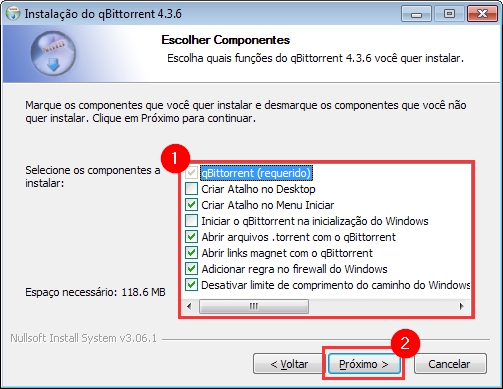 Instalação do qBittorrent 4.3.6
Escolher Componentes
Escolha quais funções do qBittorrent 4.3.6 você quer instalar.
Marque os componentes que você quer instalar e desmarque os componentes que você não
quer instalar. Clique em Próximo para continuar.
1
Selecione os componentes a
instalar:
qBittorrent (requerido)
Criar Atalho no Desktop
Criar Atalho no Menu Iniciar
Iniciar o qBittorrent na inicialização do Windows
Abrir arquivos .torrent com o qBittorrent
Abrir links magnet com o qBittorrent
Adicionar regra no firewall do Windows
Desativar limite de comprimento do caminho do Windows
Espaço necessário: 118.6 MB
Nullsoft Install System v3.06.1
2
< Voltar
Próximo >
Cancelar